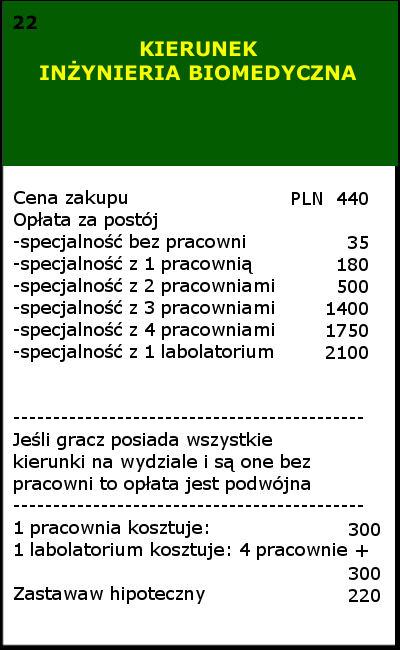 22
KIERUNEK
INŻYNIERIA BIOMEDYCZNA
Cena zakupu PLN 440
Opłata za postój
-specjalność bez pracowni 35
-specjalność z 1 pracownią 180
-specjalność z 2 pracowniami 500
-specjalność z 3 pracowniami 1400
-specjalność z 4 pracowniami 1750
-specjalność z 1 labolatorium 2100
--------------------------------------------
Jeśli gracz posiada wszystkie
kierunki na wydziale i są one bez
pracowni to opłata jest podwójna
--------------------------------------------
1 pracownia kosztuje: 300
1 labolatorium kosztuje: 4 pracownie +
300
Zastawaw hipoteczny 220